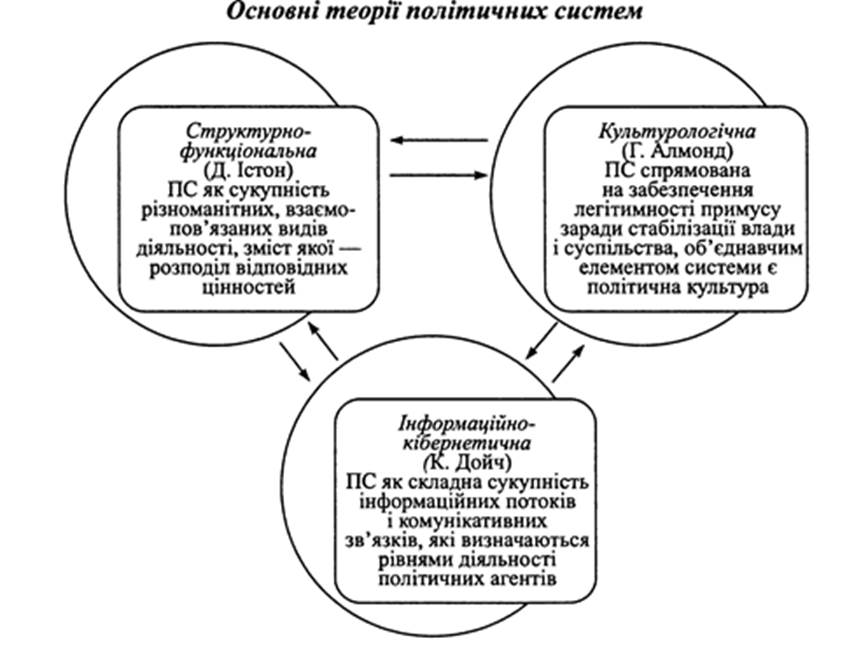 Основні теорії політичних систем
Структурно-
функціональна
(Д. Істон)
ПС як сукупність
різноманітних, взаємо-
пов’язаних видів
діяльності, зміст якої —
розподіл відповідних
цінностей
Культурологічна
(Г. Алмонд)
ПС спрямована
на забезпечення
легітимності примусу
заради стабілізації влади
і суспільства, об’єднавчим
елементом системи є
політична культура
Інформаційно-
кібернетична
(К. Дойч)
ПС як складна сукупність
інформаційних потоків
і комунікативних
зв’язків, які визначаються
рівнями діяльності
політичних агентів